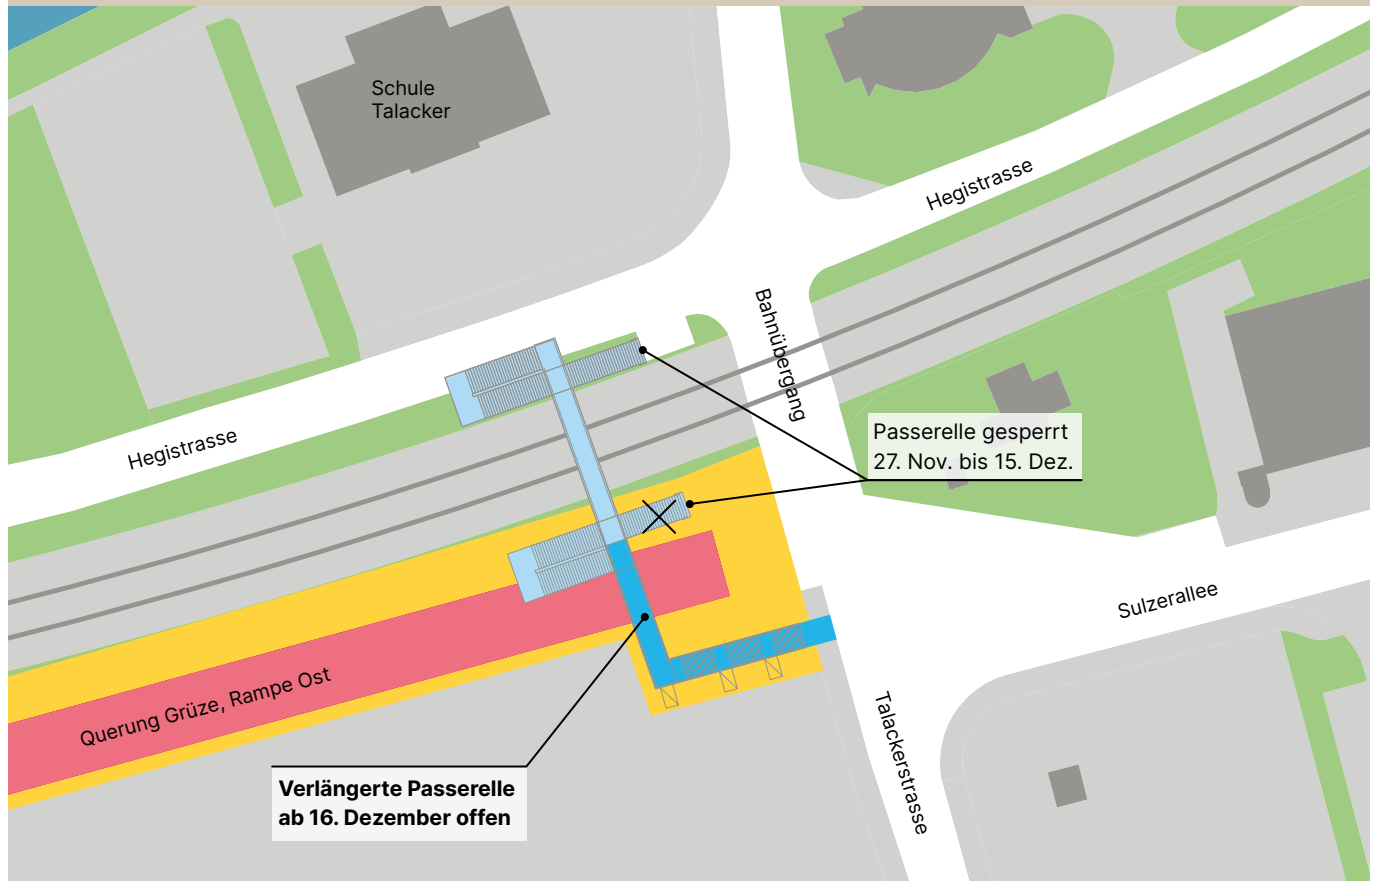 Schule
Talacker
Hegistrasse
Bahnübergang
Passerelle gesperrt
27. Nov. bis 15. Dez.
Hegistrasse
Sulzerallee
Querung Grüze, Rampe Ost
Talackerstrasse
Verlängerte Passerelle
ab 16. Dezember offen